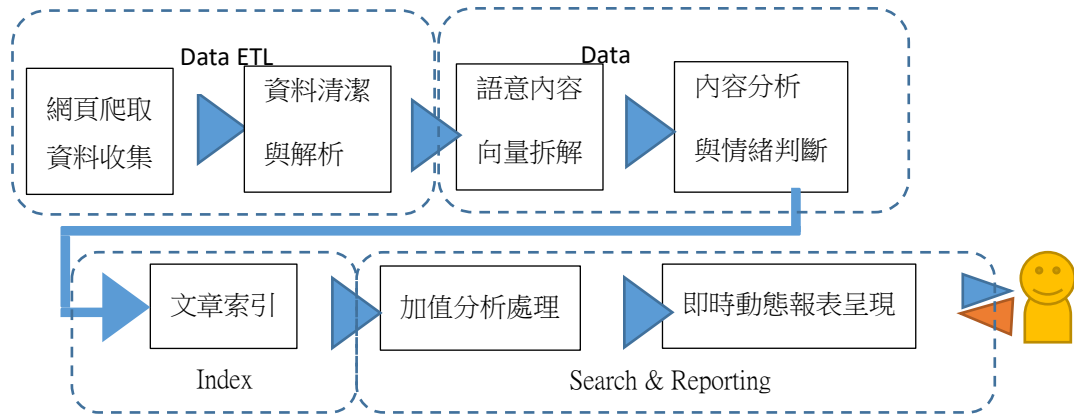 Data ETL
網頁爬取
資料收集
資料清潔
與解析
Data
語意內容
向量拆解
內容分析
與情緒判斷
文章索引
Index
加值分析處理
即時動態報表呈現
Search & Reporting